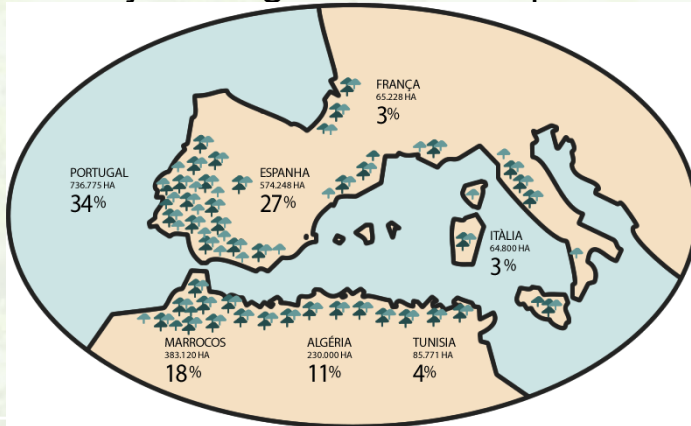 FRANÇA
65.228 HA
3%
PORTUGAL
736.775 HA
34%
ESPANHA
574.248 HA
27%
ITÀLIA
64.800 HA
3%
MARROCOS
383.120 HA
18%
ALGÉRIA
230.000 HA
11%
TUNISIA
85.771 HA
4%